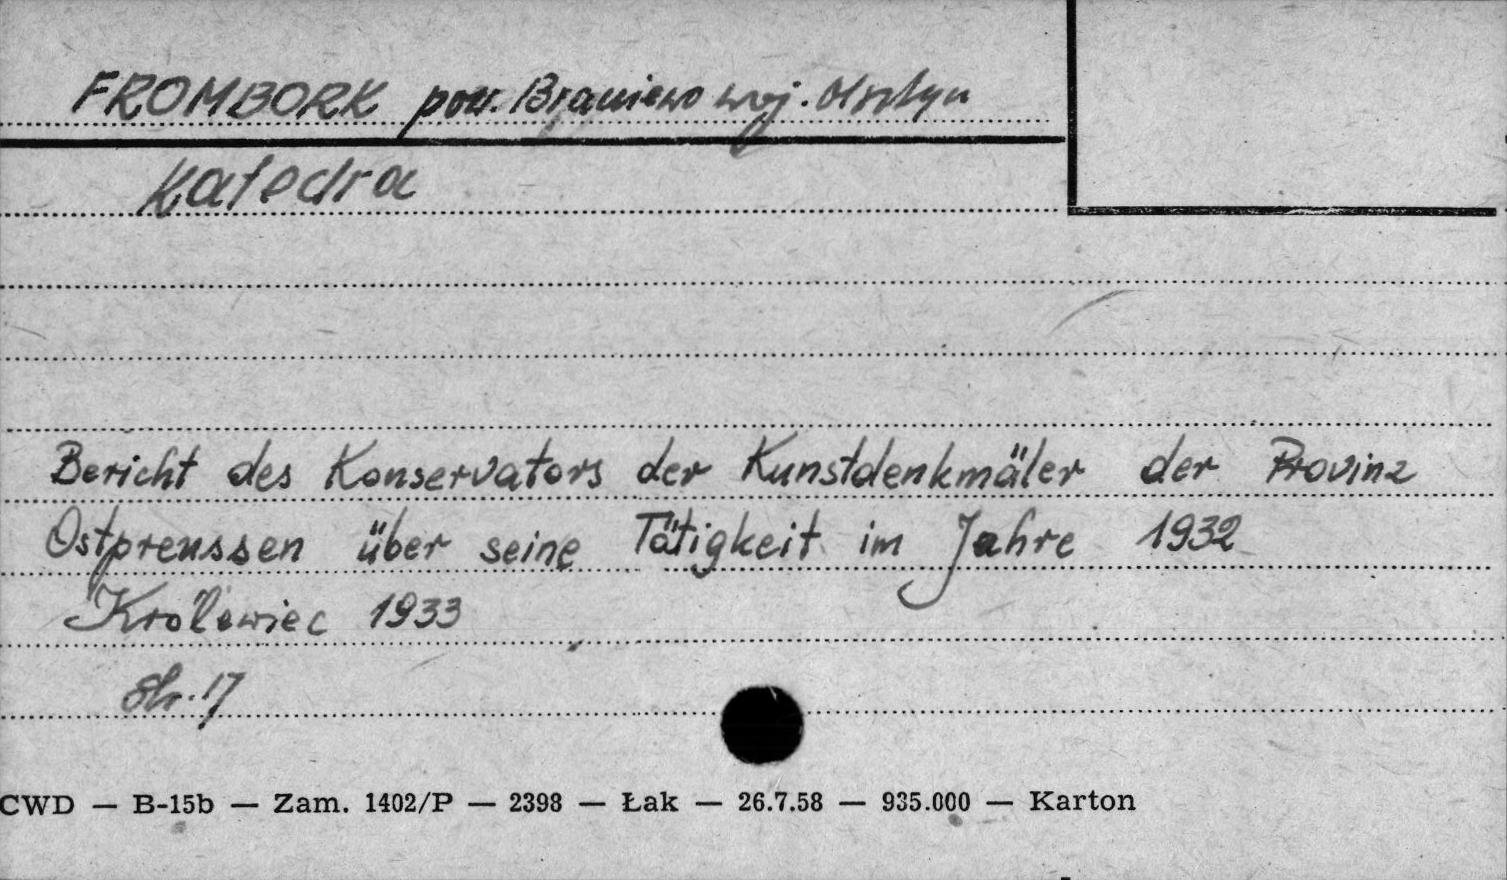 FROMBORK pow. Braniewo woj. Olsztyn
Katedra
Bericht des Konservators der Kunstdenkmäler der Provinz
Ostpreussen über seine Tätigkeit im Jahre 1932
Królewiec 1933
Str. 17
CWD — B-15b — Zam. 1402/P — 2398 — Łak — 26.7.58 — 935.000 — Karton